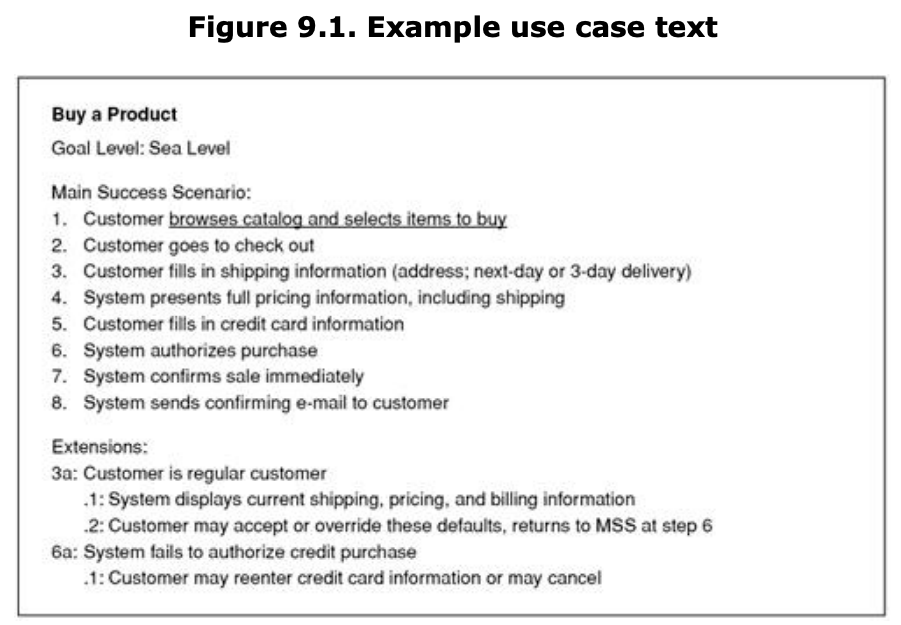 Figure 9.1. Example use case text
Buy a Product
Goal Level: Sea Level
Main Success Scenario:
1. Customer browses catalog and selects items to buy
2. Customer goes to check out
3. Customer fills in shipping information (address; next-day or 3-day delivery)
4. System presents full pricing information, including shipping
5. Customer fills in credit card information
6. System authorizes purchase
7. System confirms sale immediately
8. System sends confirming e-mail to customer
Extensions:
3a: Customer is regular customer
.1: System displays current shipping, pricing, and billing information
.2: Customer may accept or override these defaults, returns to MSS at step 6
6a: System fails to authorize credit purchase
.1: Customer may reenter credit card information or may cancel